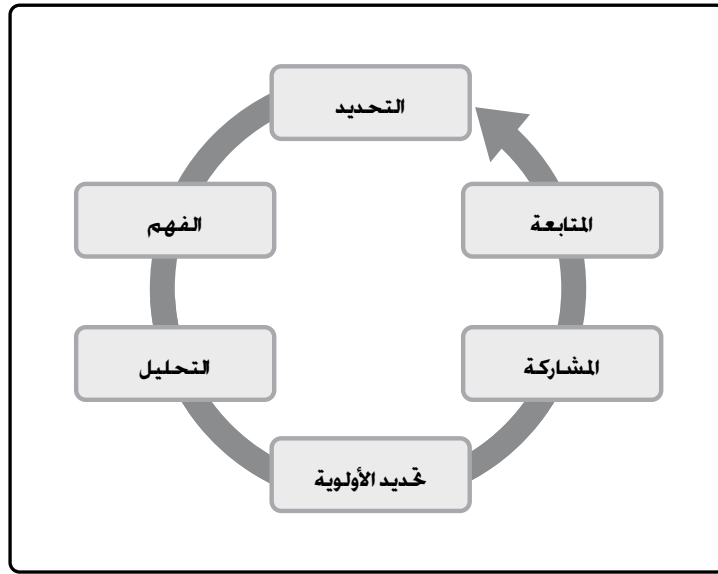 التحديد
الفهم
التحليل
تحديد الأولوية
المشاركة
المتابعة